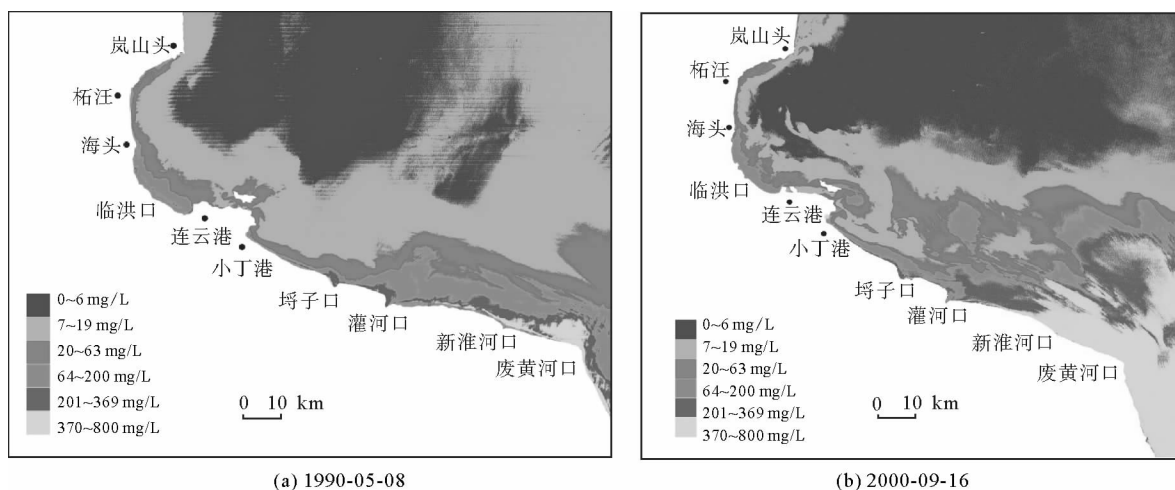 岚山头
柘汪
海头
临洪口
连云港
小丁港
埒子口
灌河口
新淮河口
废黄河口
0~6 mg/L
7~19 mg/L
20~63 mg/L
64~200 mg/L
201~369 mg/L
370~800 mg/L
0 10 km
(a) 1990-05-08
岚山头
柘汪
海头
临洪口
连云港
小丁港
埒子口
灌河口
新淮河口
废黄河口
0~6 mg/L
7~19 mg/L
20~63 mg/L
64~200 mg/L
201~369 mg/L
370~800 mg/L
0 10 km
(b) 2000-09-16